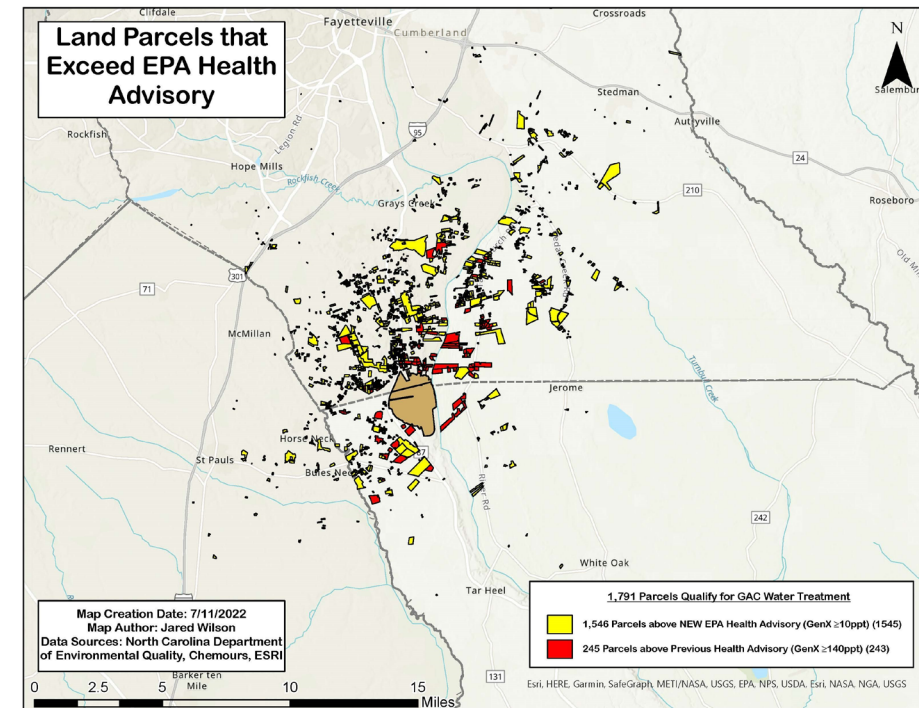 Land Parcels that
Exceed EPA Health
Advisory
Clifdale
Fayetteville
Cumberland
Crossroads
N
Stedman
Salembur
Autryville
95
Legion Rd
Rockfish
24
Hope Mills
Rockfish Creek
210
Grays Creek
Roseboro
301
71
McMillan
Turnbull Creek
Jerome
Horse Neck
Rennert
St Pauls
87
River Rd
242
White Oak
Tar Heel
131
Barker ten
Mile
Map Creation Date: 7/11/2022
Map Author: Jared Wilson
Data Sources: North Carolina Department
of Environmental Quality, Chemours, ESRI
1,791 Parcels Qualify for GAC Water Treatment
1,546 Parcels above NEW EPA Health Advisory (GenX ≥10ppt) (1545)
245 Parcels above Previous Health Advisory (GenX ≥140ppt) (243)
Esri, HERE, Garmin, SafeGraph, METI/NASA, USGS, EPA, NPS, USDA, Esri, NASA, NGA, USGS
0 2.5 5 10 15
Miles